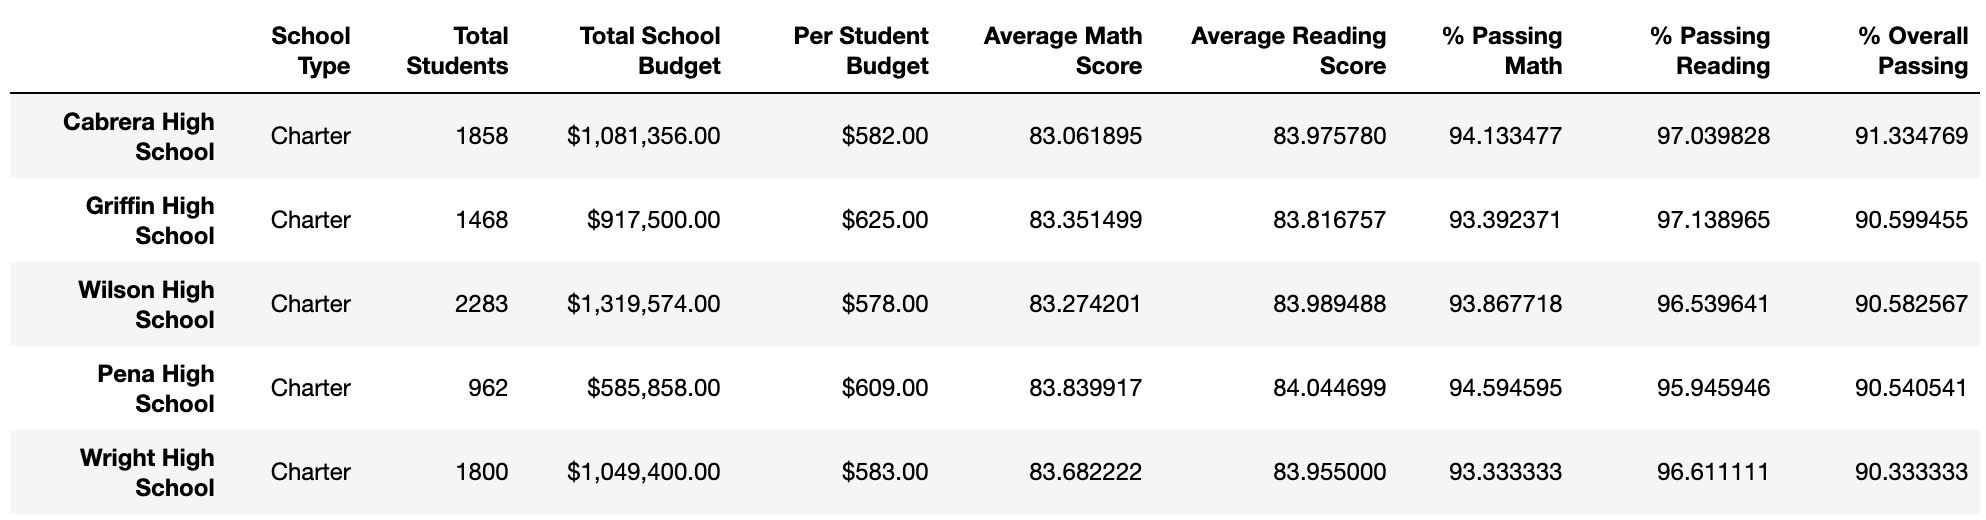 School Total Total School Per Student Average Math Average Reading % Passing % Passing % Overall
Type Students Budget Budget Score Score Math Reading Passing
Cabrera High
School Charter 1858 $1,081,356.00 $582.00 83.061895 83.975780 94.133477 97.039828 91.334769
Griffin High
School Charter 1468 $917,500.00 $625.00 83.351499 83.816757 93.392371 97.138965 90.599455
Wilson High
School Charter 2283 $1,319,574.00 $578.00 83.274201 83.989488 93.867718 96.539641 90.582567
Pena High
School Charter 962 $585,858.00 $609.00 83.839917 84.044699 94.594595 95.945946 90.540541
Wright High
School Charter 1800 $1,049,400.00 $583.00 83.682222 83.955000 93.333333 96.611111 90.333333